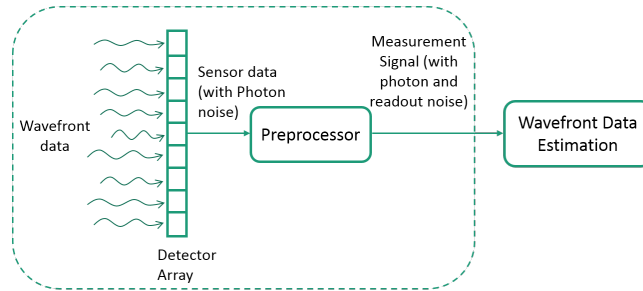 Wavefront
data
Sensor data
(with Photon
noise)
Detector
Array
Preprocessor
Measurement
Signal (with
photon and
readout noise)
Wavefront Data
Estimation